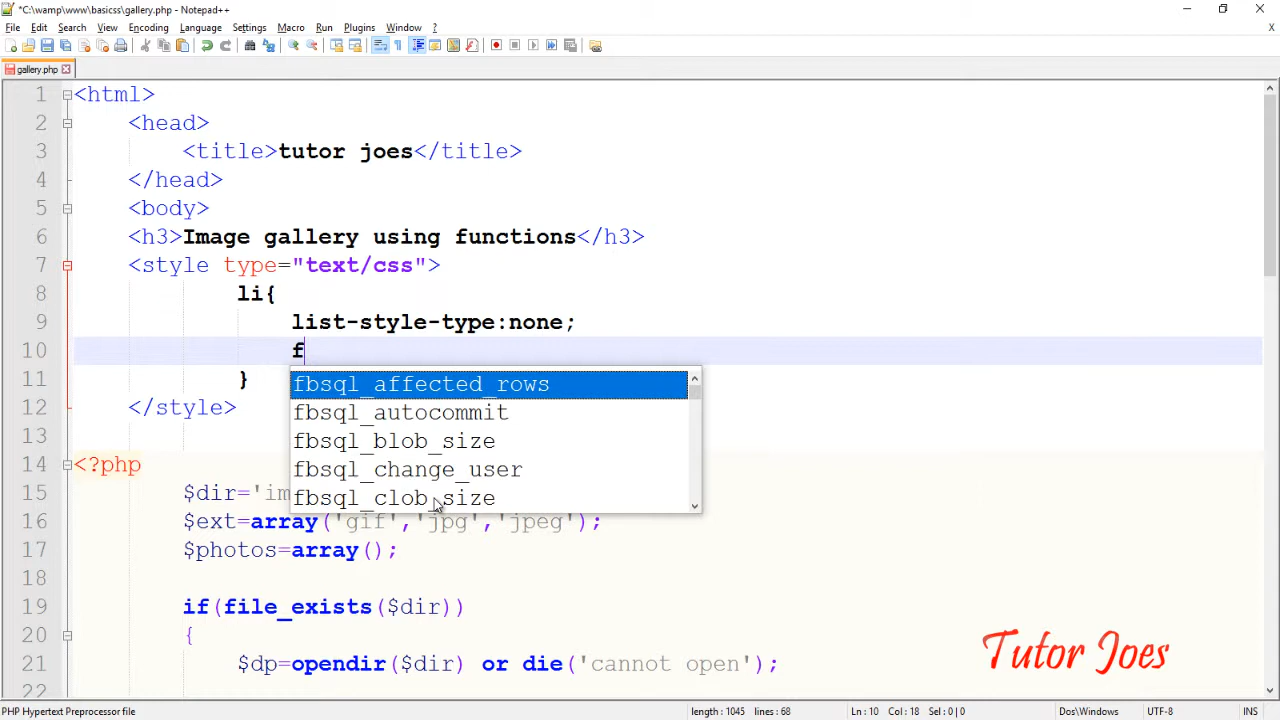 *C:\wamp\www\basicss\gallery.php - Notepad++
File Edit Search View Encoding Language Settings Macro Run Plugins Window ?
X
gallery.php
1 <html>
2 <head>
3 <title>tutor joes</title>
4 </head>
5 <body>
6 <h3>Image gallery using functions</h3>
7 <style type="text/css">
8 li{
9 list-style-type:none;
10 f
11 }
fbsql_affected_rows
12 </style>
fbsql_autocommit
13
fbsql_blob_size
14 <?php
fbsql_change_user
15 $dir='im
fbsql_clob_size
16 $ext=array('gif','jpg','jpeg');
17 $photos=array();
18
19 if(file_exists($dir))
20 {
21 $dp=opendir($dir) or die('cannot open');
22
Tutor Joes
PHP Hypertext Preprocessor file length : 1045 lines : 68 Ln : 10 Col : 18 Sel : 0 | 0 Dos\Windows UTF-8 INS